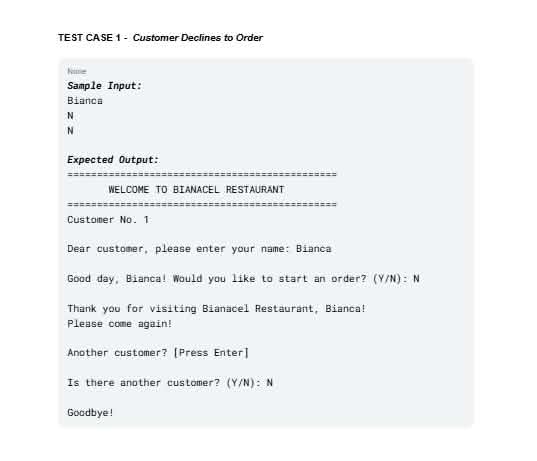 TEST CASE 1 - Customer Declines to Order
None
Sample Input:
Bianca
N
N
Expected Output:
==============================================
WELCOME TO BIANACEL RESTAURANT
==============================================
Customer No. 1
Dear customer, please enter your name: Bianca
Good day, Bianca! Would you like to start an order? (Y/N): N
Thank you for visiting Bianacel Restaurant, Bianca!
Please come again!
Another customer? [Press Enter]
Is there another customer? (Y/N): N
Goodbye!